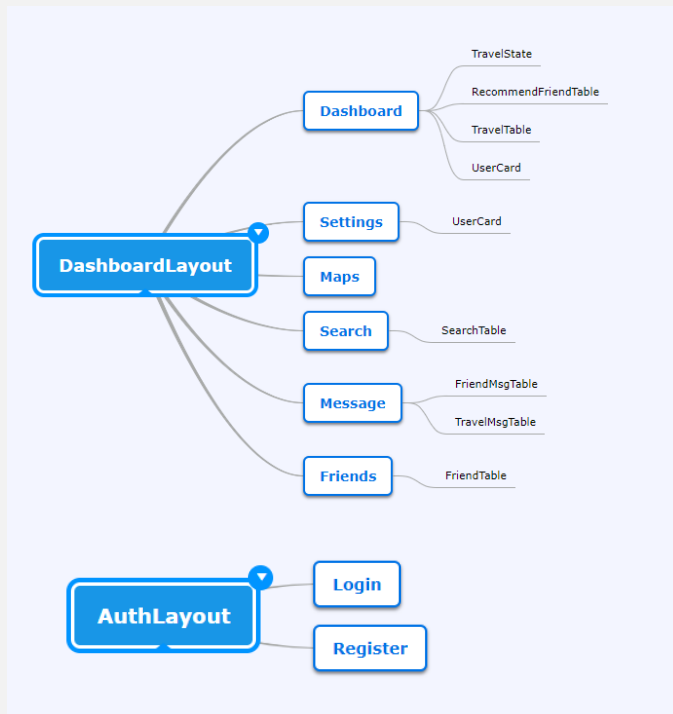 DashboardLayout
Dashboard
TravelState
RecommendFriendTable
TravelTable
UserCard
Settings
UserCard
Maps
Search
SearchTable
Message
FriendMsgTable
TravelMsgTable
Friends
FriendTable
AuthLayout
Login
Register